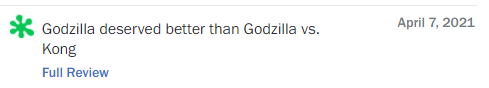 Godzilla deserved better than Godzilla vs.
Kong
April 7, 2021
Full Review